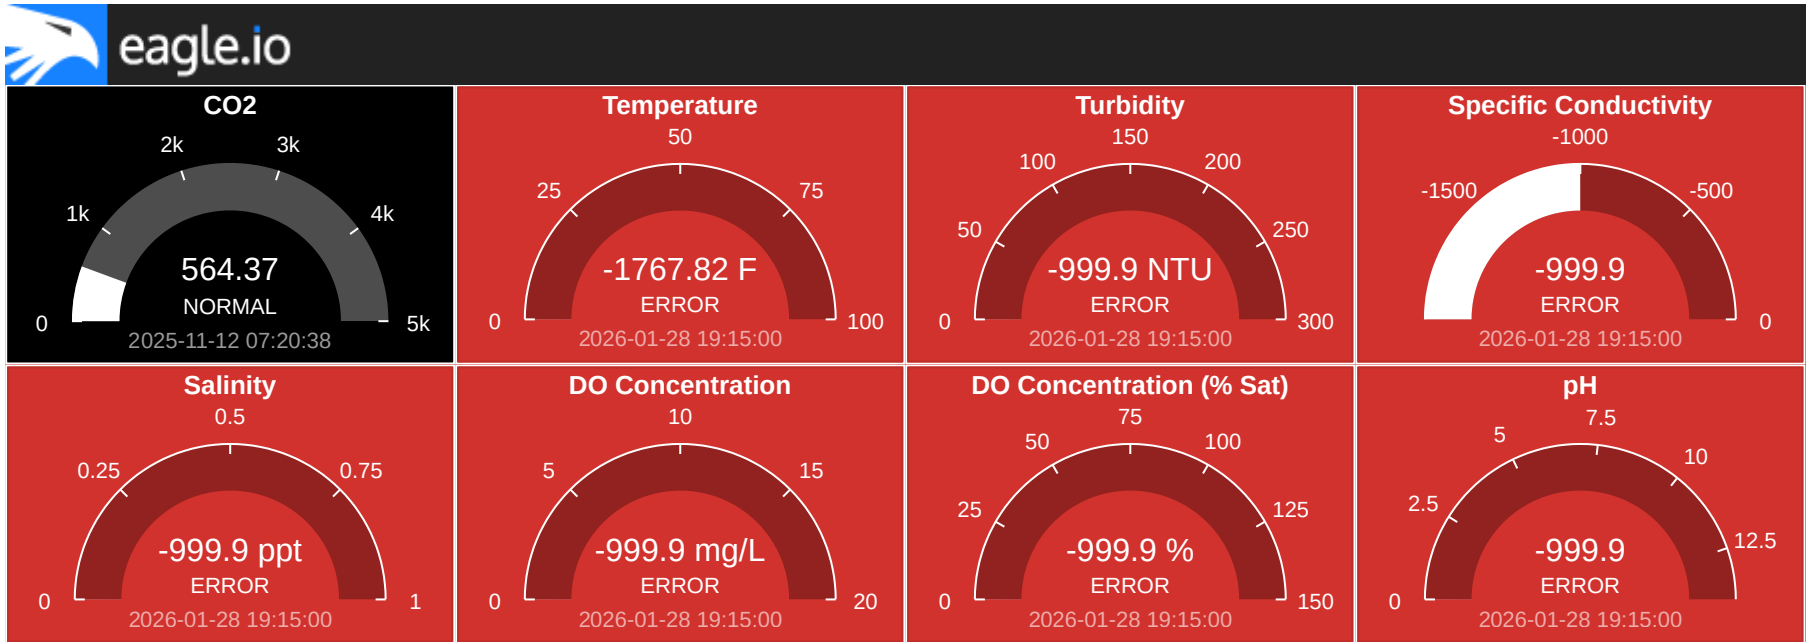 eagle.io
CO2
2k
3k
1k
4k
564.37
NORMAL
0
5k
2025-11-12 07:20:38
Temperature
50
25
75
-1767.82 F
ERROR
0
100
2026-01-28 19:15:00
Turbidity
150
100
200
50
250
-999.9 NTU
ERROR
0
300
2026-01-28 19:15:00
Specific Conductivity
-1000
-1500
-500
-999.9
ERROR
0
2026-01-28 19:15:00
Salinity
0.5
0.25
0.75
-999.9 ppt
ERROR
0
1
2026-01-28 19:15:00
DO Concentration
10
5
15
-999.9 mg/L
ERROR
0
20
2026-01-28 19:15:00
DO Concentration (% Sat)
75
50
100
25
125
-999.9 %
ERROR
0
150
2026-01-28 19:15:00
pH
7.5
5
10
2.5
12.5
-999.9
ERROR
0
2026-01-28 19:15:00